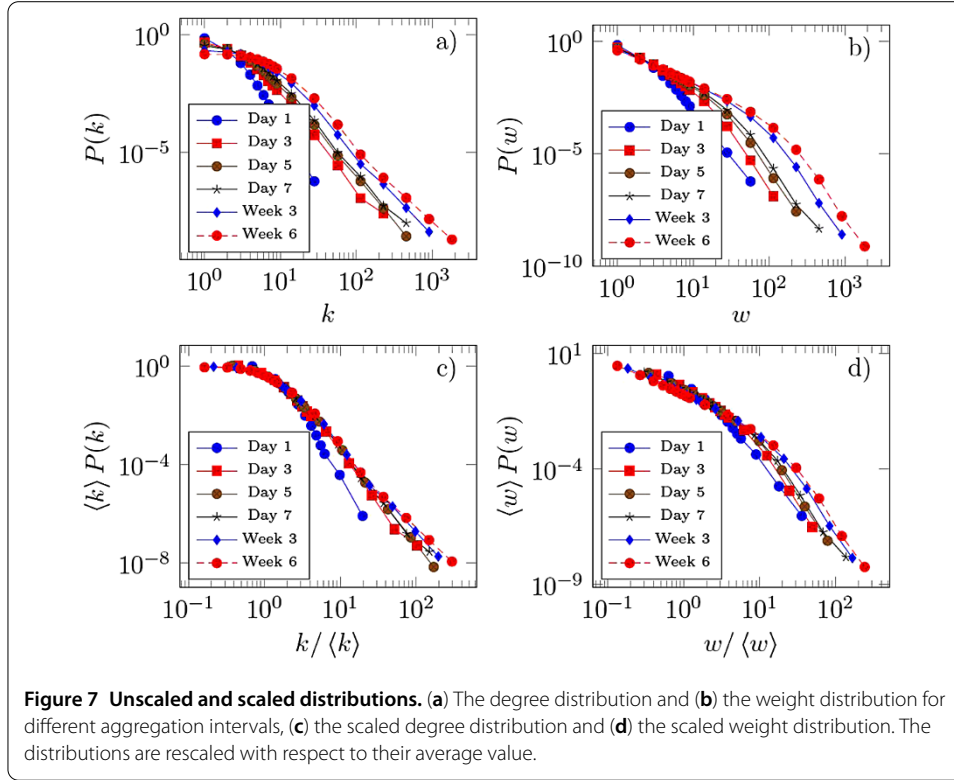 a)
10^0
10^-5
P(k)
Day 1
Day 3
Day 5
Day 7
Week 3
Week 6
10^0 10^1 10^2 10^3
k
b)
10^0
10^-5
10^-10
P(w)
Day 1
Day 3
Day 5
Day 7
Week 3
Week 6
10^0 10^1 10^2 10^3
w
c)
10^0
10^-4
10^-8
⟨k⟩ P(k)
Day 1
Day 3
Day 5
Day 7
Week 3
Week 6
10^-1 10^0 10^1 10^2
k/ ⟨k⟩
d)
10^1
10^-4
10^-9
⟨w⟩ P(w)
Day 1
Day 3
Day 5
Day 7
Week 3
Week 6
10^-1 10^0 10^1 10^2
w/ ⟨w⟩
Figure 7 Unscaled and scaled distributions. (a) The degree distribution and (b) the weight distribution for
different aggregation intervals, (c) the scaled degree distribution and (d) the scaled weight distribution. The
distributions are rescaled with respect to their average value.